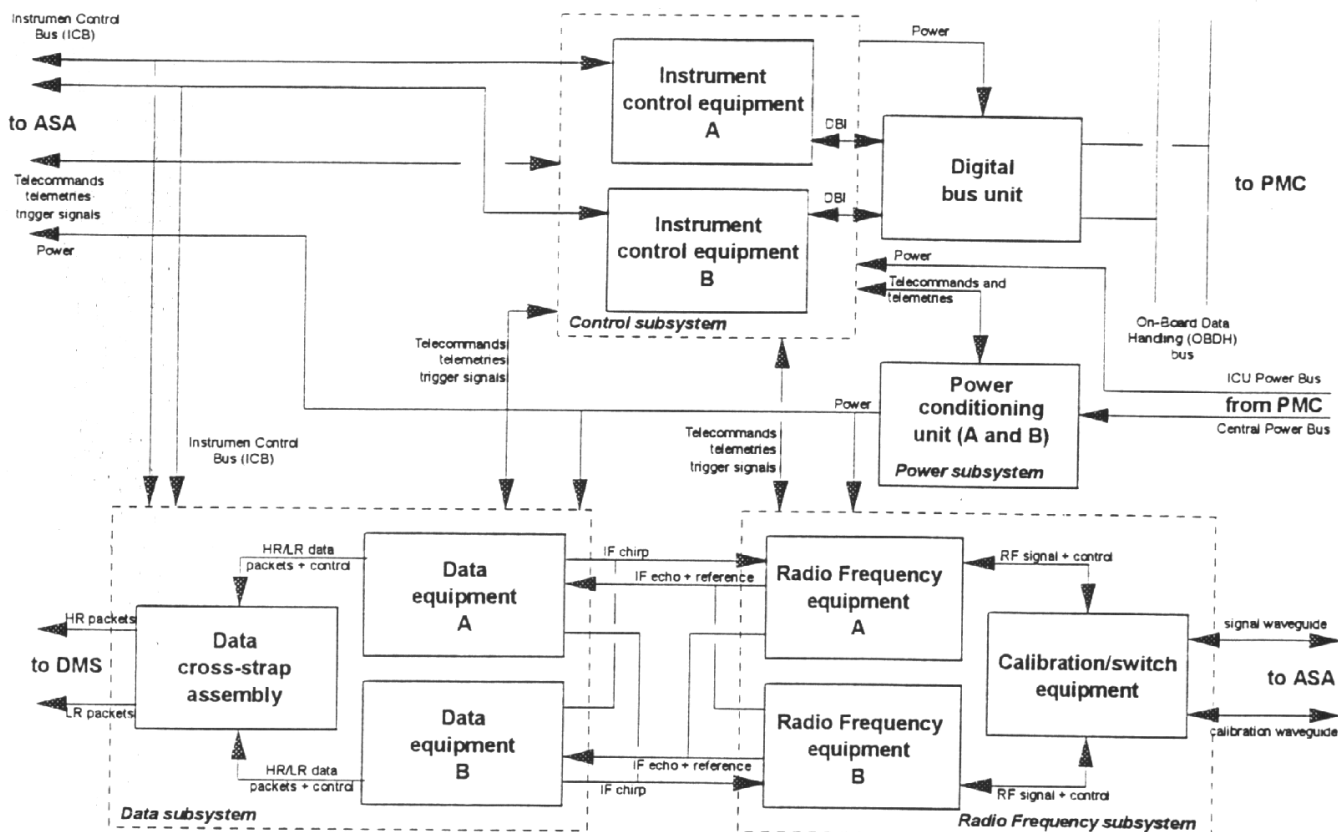 Instrumen Control
Bus (ICB)
to ASA
Telecommands
telemetries
trigger signals
Power
Instrument
control equipment
A
Instrument
control equipment
B
Control subsystem
DBI
DBI
Power
Digital
bus unit
to PMC
Power
Telecommands and
telemetries
On-Board Data
Handling (OBDH)
bus
ICU Power Bus
from PMC
Central Power Bus
Power
conditioning
unit (A and B)
Power subsystem
Power
Telecommands
telemetries
trigger signals
Telecommands
telemetries
trigger signals
Instrumen Control
Bus (ICB)
HR/LR data
packets + control
Data
equipment
A
IF chirp
IF echo + reference
Radio Frequency
equipment
A
RF signal + control
HR packets
to DMS
LR packets
Data
cross-strap
assembly
Calibration/switch
equipment
signal waveguide
to ASA
calibration waveguide
Data
equipment
B
HR/LR data
packets + control
IF echo + reference
IF chirp
Radio Frequency
equipment
B
RF signal + control
Data subsystem
Radio Frequency subsystem